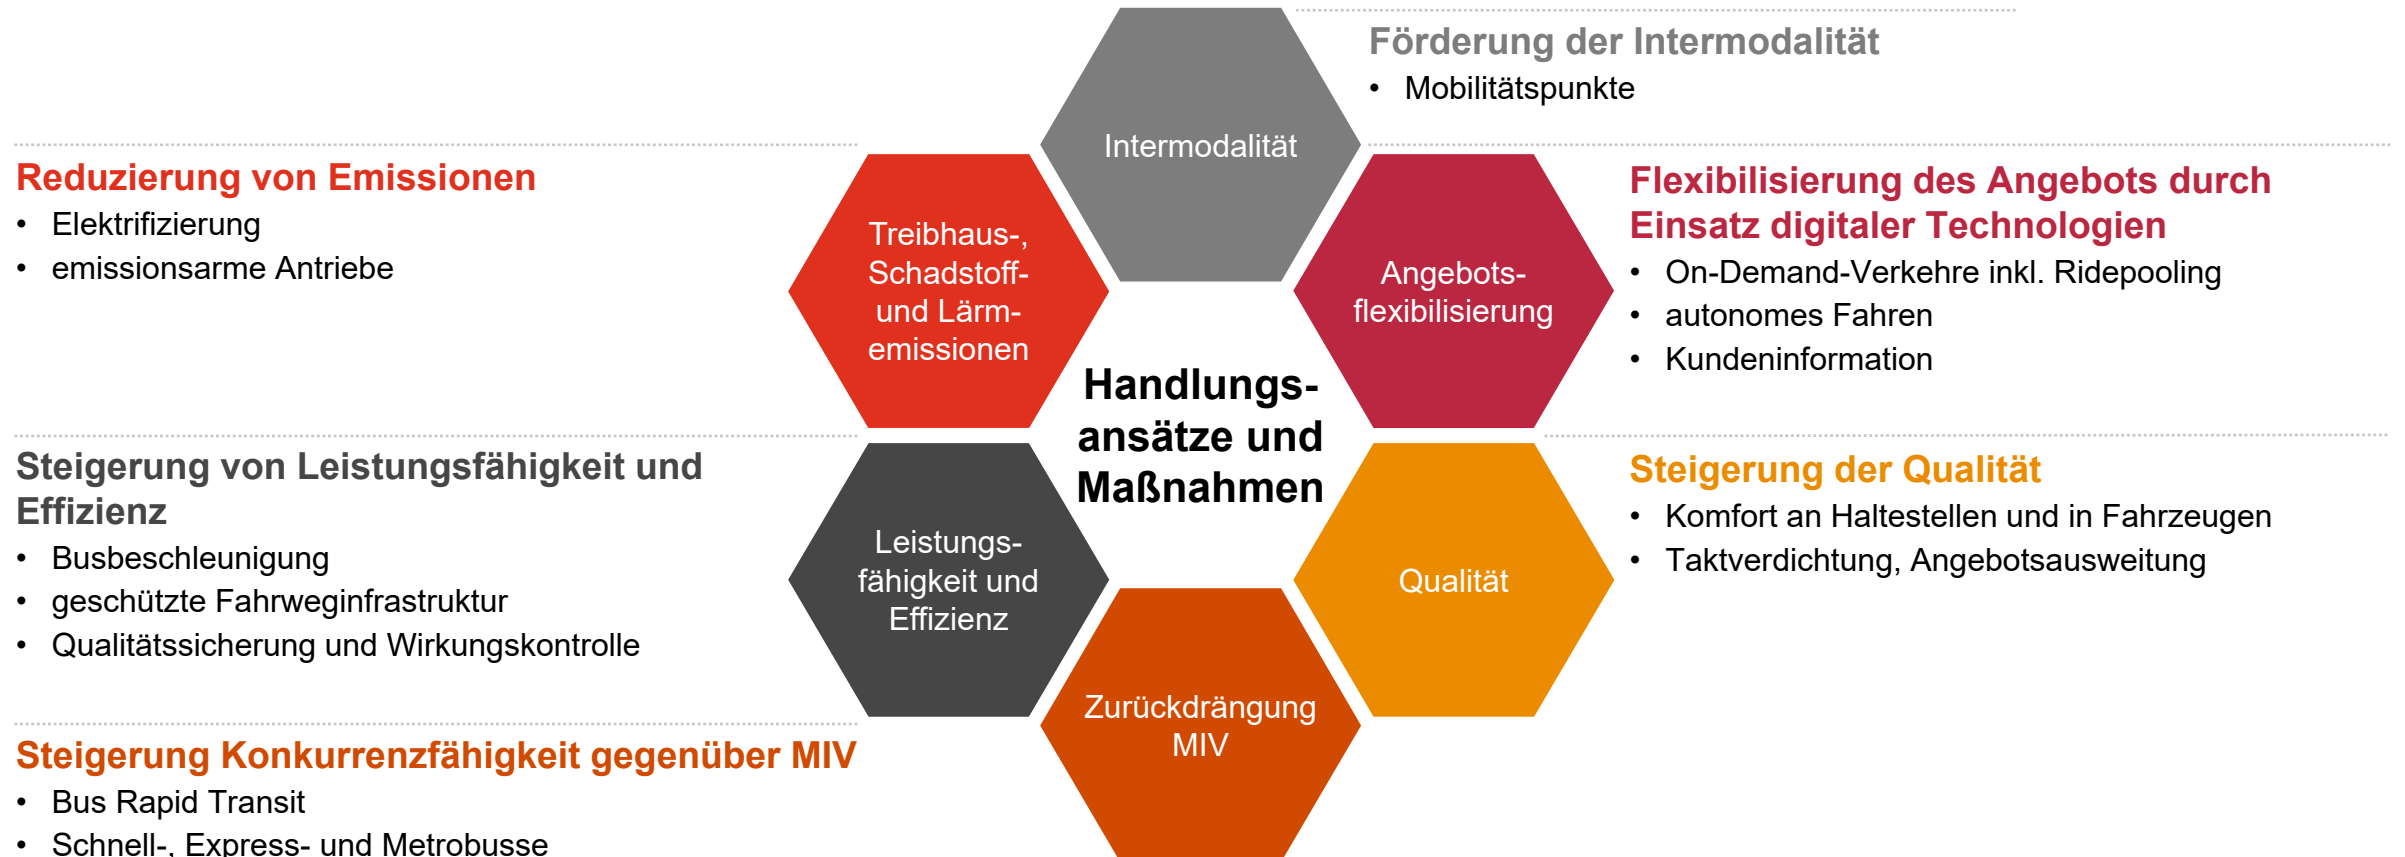 Förderung der Intermodalität
• Mobilitätspunkte
Intermodalität
Reduzierung von Emissionen
• Elektrifizierung
• emissionsarme Antriebe
Treibhaus-,
Schadstoff-
und Lärm-
emissionen
Angebots-
flexibilisierung
Flexibilisierung des Angebots durch
Einsatz digitaler Technologien
• On-Demand-Verkehre inkl. Ridepooling
• autonomes Fahren
• Kundeninformation
Handlungs-
ansätze und
Maßnahmen
Steigerung von Leistungsfähigkeit und
Effizienz
• Busbeschleunigung
• geschützte Fahrweginfrastruktur
• Qualitätssicherung und Wirkungskontrolle
Leistungs-
fähigkeit und
Effizienz
Qualität
Steigerung der Qualität
• Komfort an Haltestellen und in Fahrzeugen
• Taktverdichtung, Angebotsausweitung
Zurückdrängung
MIV
Steigerung Konkurrenzfähigkeit gegenüber MIV
• Bus Rapid Transit
• Schnell-, Express- und Metrobusse